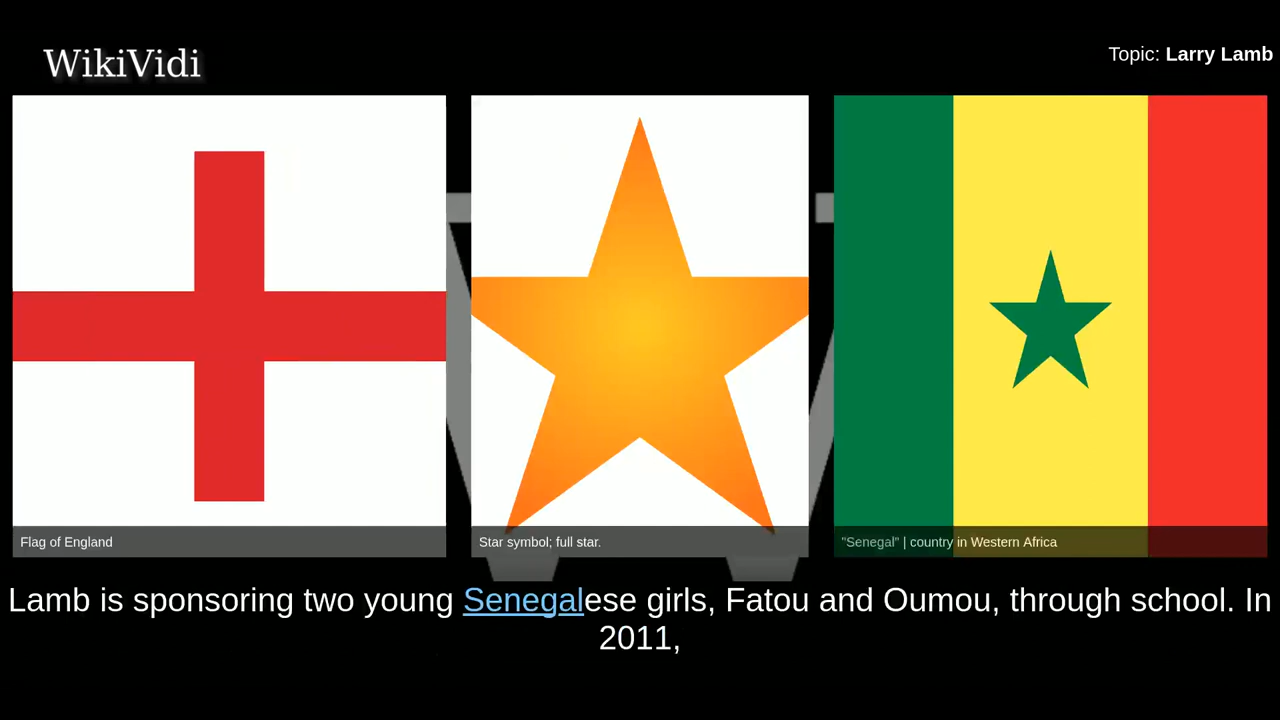 WikiVidi
Topic: Larry Lamb
Flag of England
Star symbol; full star.
"Senegal" | country in Western Africa
Lamb is sponsoring two young Senegalese girls, Fatou and Oumou, through school. In
2011,